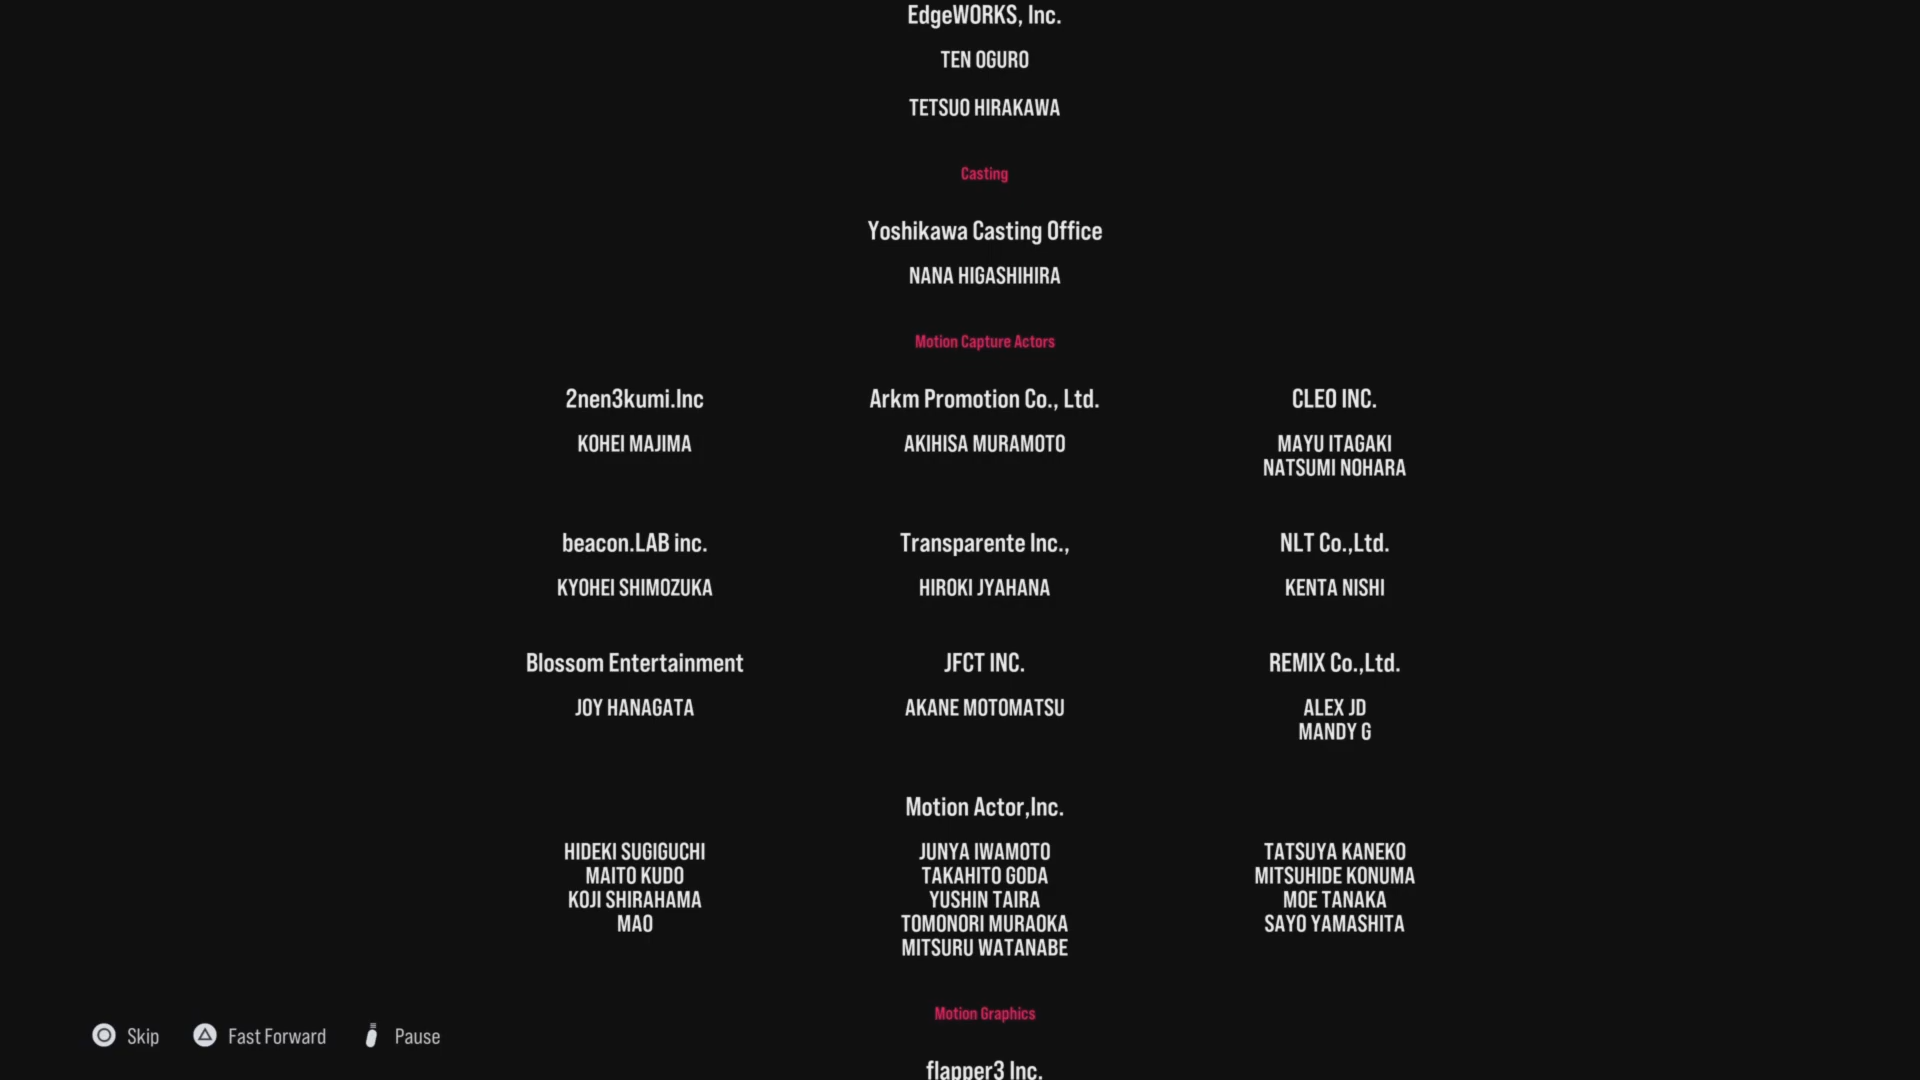 EdgeWORKS, Inc.
TEN OGURO
TETSUO HIRAKAWA
Casting
Yoshikawa Casting Office
NANA HIGASHIHIRA
Motion Capture Actors
2nen3kumi.Inc
KOHEI MAJIMA
Arkm Promotion Co., Ltd.
AKIHISA MURAMOTO
CLEO INC.
MAYU ITAGAKI
NATSUMI NOHARA
beacon.LAB inc.
KYOHEI SHIMOZUKA
Transparente Inc.,
HIROKI JYAHANA
NLT Co.,Ltd.
KENTA NISHI
Blossom Entertainment
JOY HANAGATA
JFCT INC.
AKANE MOTOMATSU
REMIX Co.,Ltd.
ALEX JD
MANDY G
Motion Actor,Inc.
HIDEKI SUGIGUCHI
MAITO KUDO
KOJI SHIRAHAMA
MAO
JUNYA IWAMOTO
TAKAHITO GODA
YUSHIN TAIRA
TOMONORI MURAOKA
MITSURU WATANABE
TATSUYA KANEKO
MITSUHIDE KONUMA
MOE TANAKA
SAYO YAMASHITA
Motion Graphics
flapper3 Inc.
Skip
Fast Forward
Pause